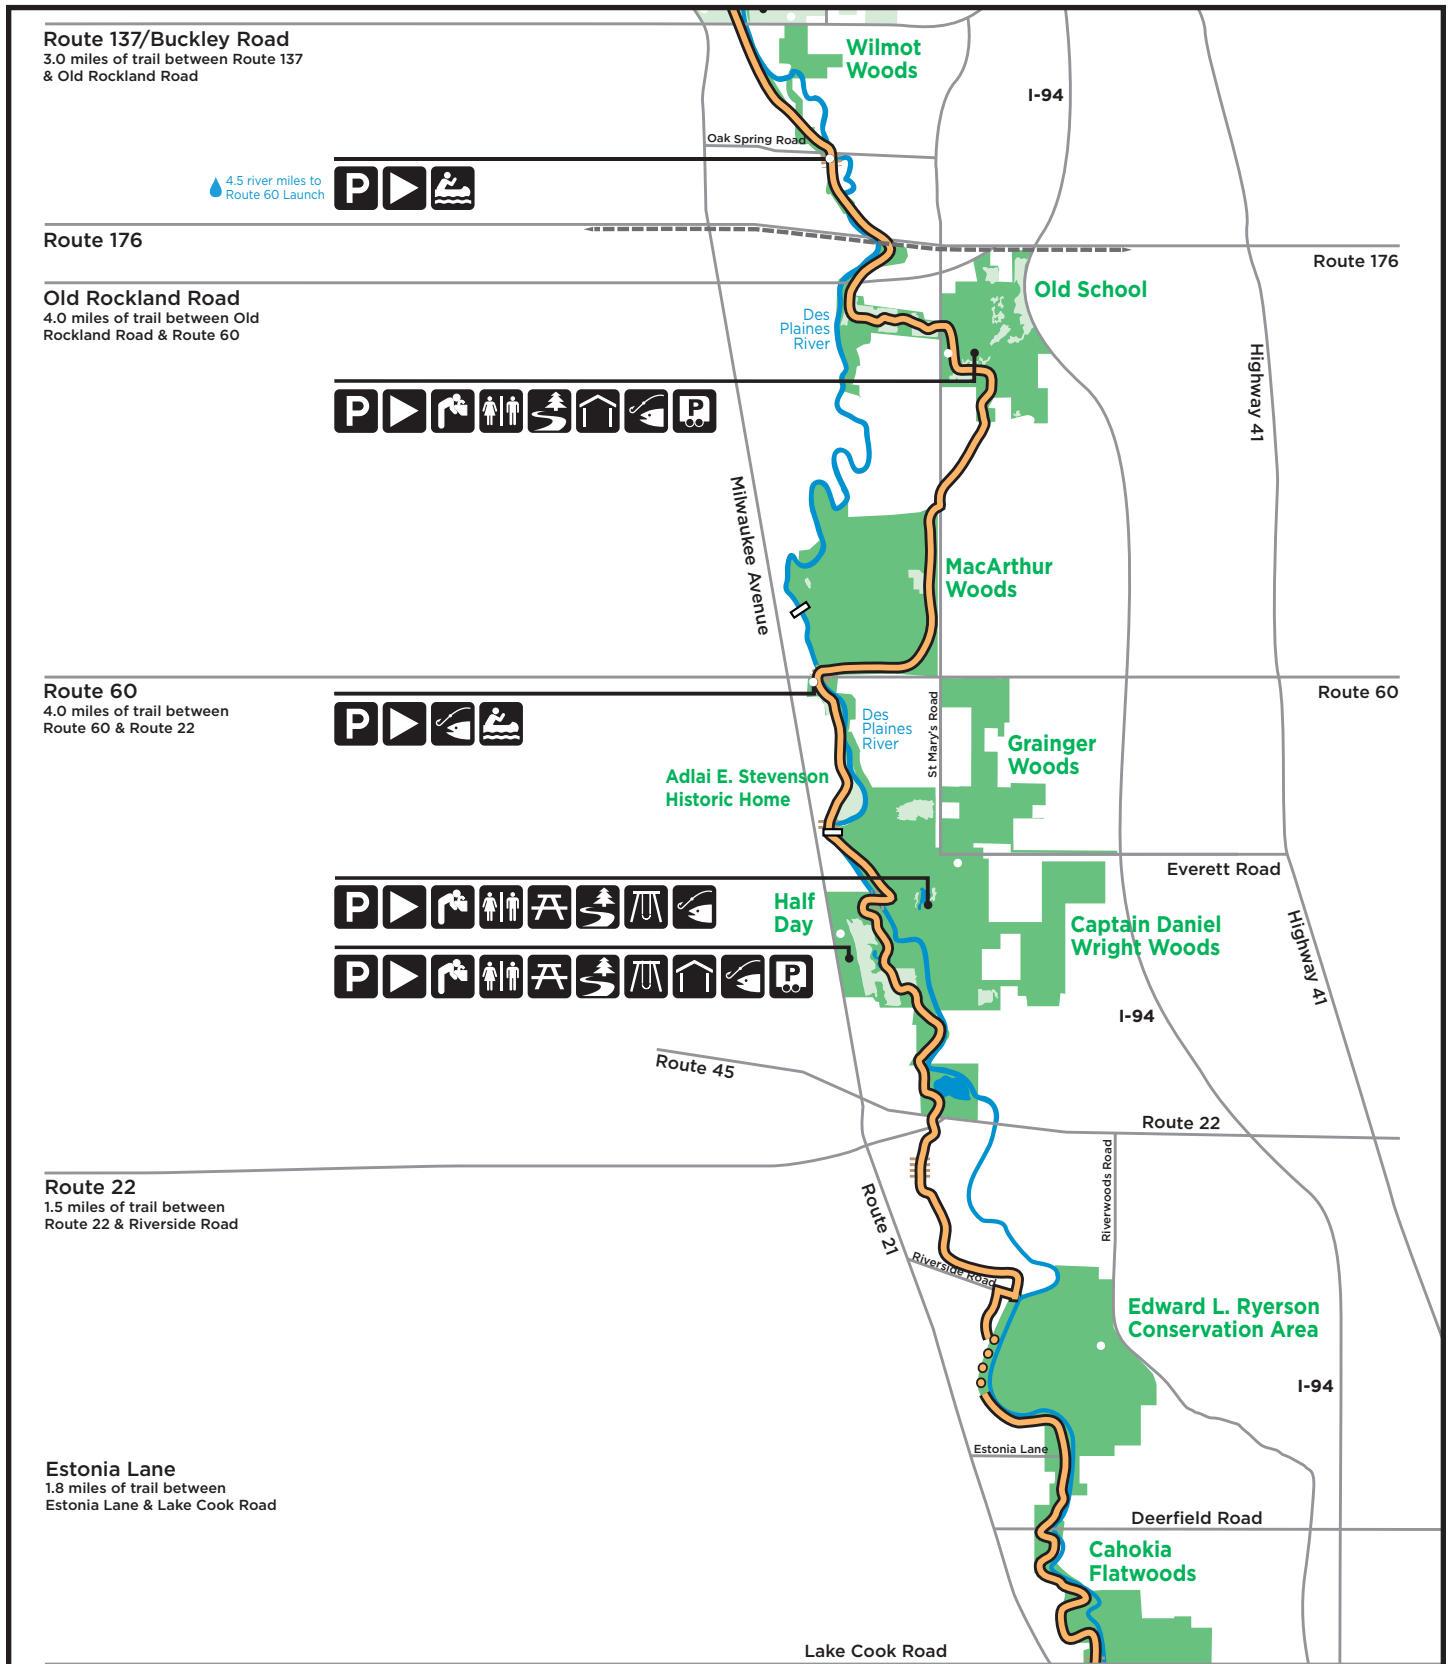 Route 137/Buckley Road
3.0 miles of trail between Route 137
& Old Rockland Road
Wilmot
Woods
I-94
Oak Spring Road
4.5 river miles to
Route 60 Launch
P
Route 176
Route 176
Old Rockland Road
4.0 miles of trail between Old
Rockland Road & Route 60
Old School
Des
Plaines
River
Highway 41
P
P
Milwaukee Avenue
MacArthur
Woods
Route 60
4.0 miles of trail between
Route 60 & Route 22
Route 60
P
Des
Plaines
River
St Mary's Road
Grainger
Woods
Adlai E. Stevenson
Historic Home
Everett Road
P
Half
Day
Captain Daniel
Wright Woods
Highway 41
P
P
I-94
Route 45
Route 22
Riverwoods Road
Route 22
1.5 miles of trail between
Route 22 & Riverside Road
Route 21
Riverside Road
Edward L. Ryerson
Conservation Area
I-94
Estonia Lane
Estonia Lane
1.8 miles of trail between
Estonia Lane & Lake Cook Road
Deerfield Road
Cahokia
Flatwoods
Lake Cook Road